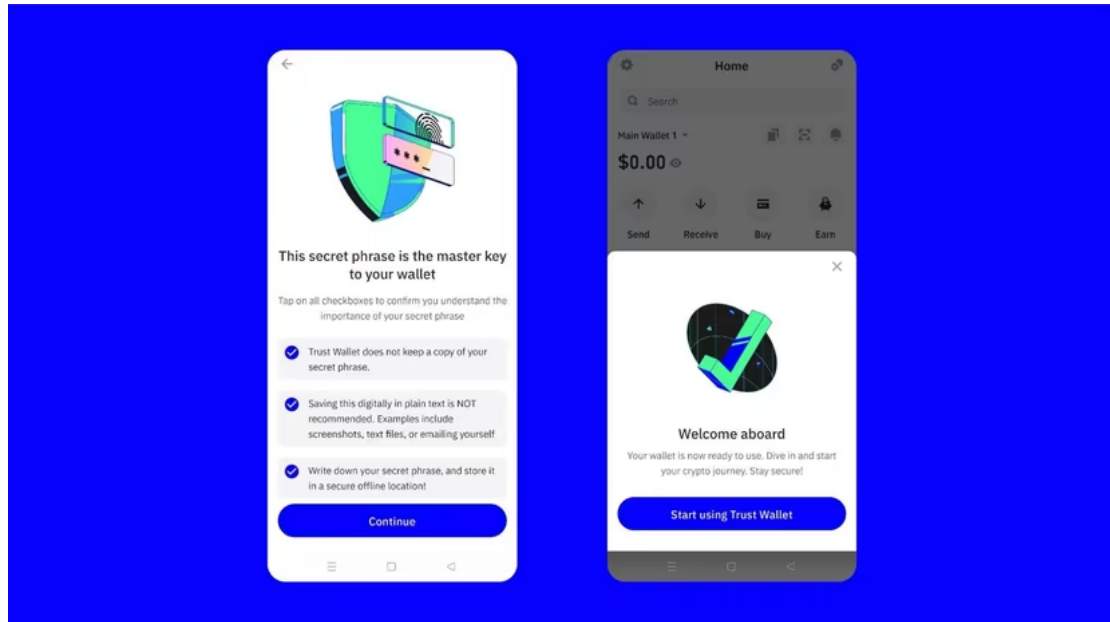 This secret phrase is the master key
to your wallet
Tap on all checkboxes to confirm you understand the
importance of your secret phrase
Trust Wallet does not keep a copy of your
secret phrase.
Saving this digitally in plain text is NOT
recommended. Examples include
screenshots, text files, or emailing yourself
Write down your secret phrase, and store it
in a secure offline location!
Continue
Home
Search
Main Wallet 1
$0.00
Send Receive Buy Earn
Welcome aboard
Your wallet is now ready to use. Dive in and start
your crypto journey. Stay secure!
Start using Trust Wallet